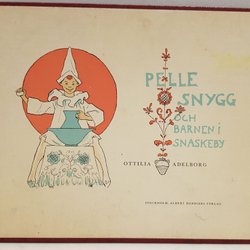 PELLE
SNYGG
OCH
BARNEN I
SNASKEBY
OTTILIA ADELBORG
STOCKHOLM. ALBERT BONNIERS FÖRLAG